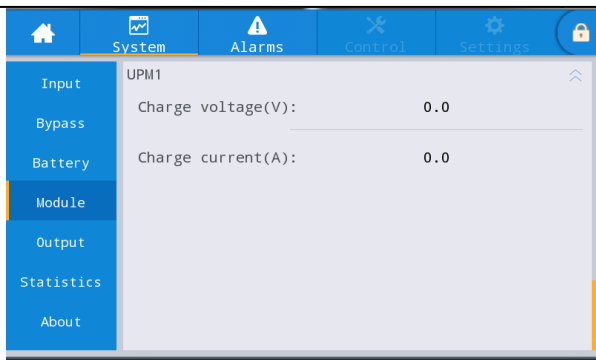 System
Alarms
Control
Settings
Input
Bypass
Battery
Module
Output
Statistics
About
UPM1
Charge voltage(V): 0.0
Charge current(A): 0.0